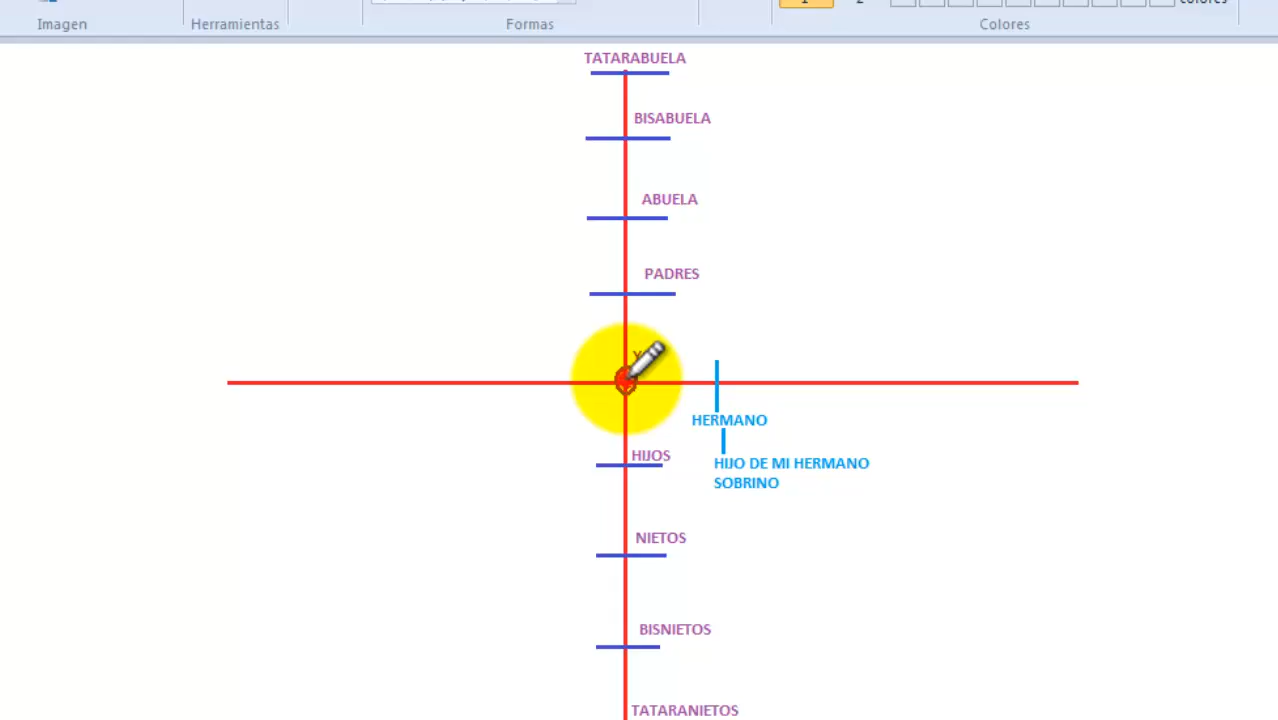 Imagen
Herramientas
Formas
Colores
TATARABUELA
BISABUELA
ABUELA
PADRES
HERMANO
HIJOS
HIJO DE MI HERMANO
SOBRINO
NIETOS
BISNIETOS
TATARANIETOS